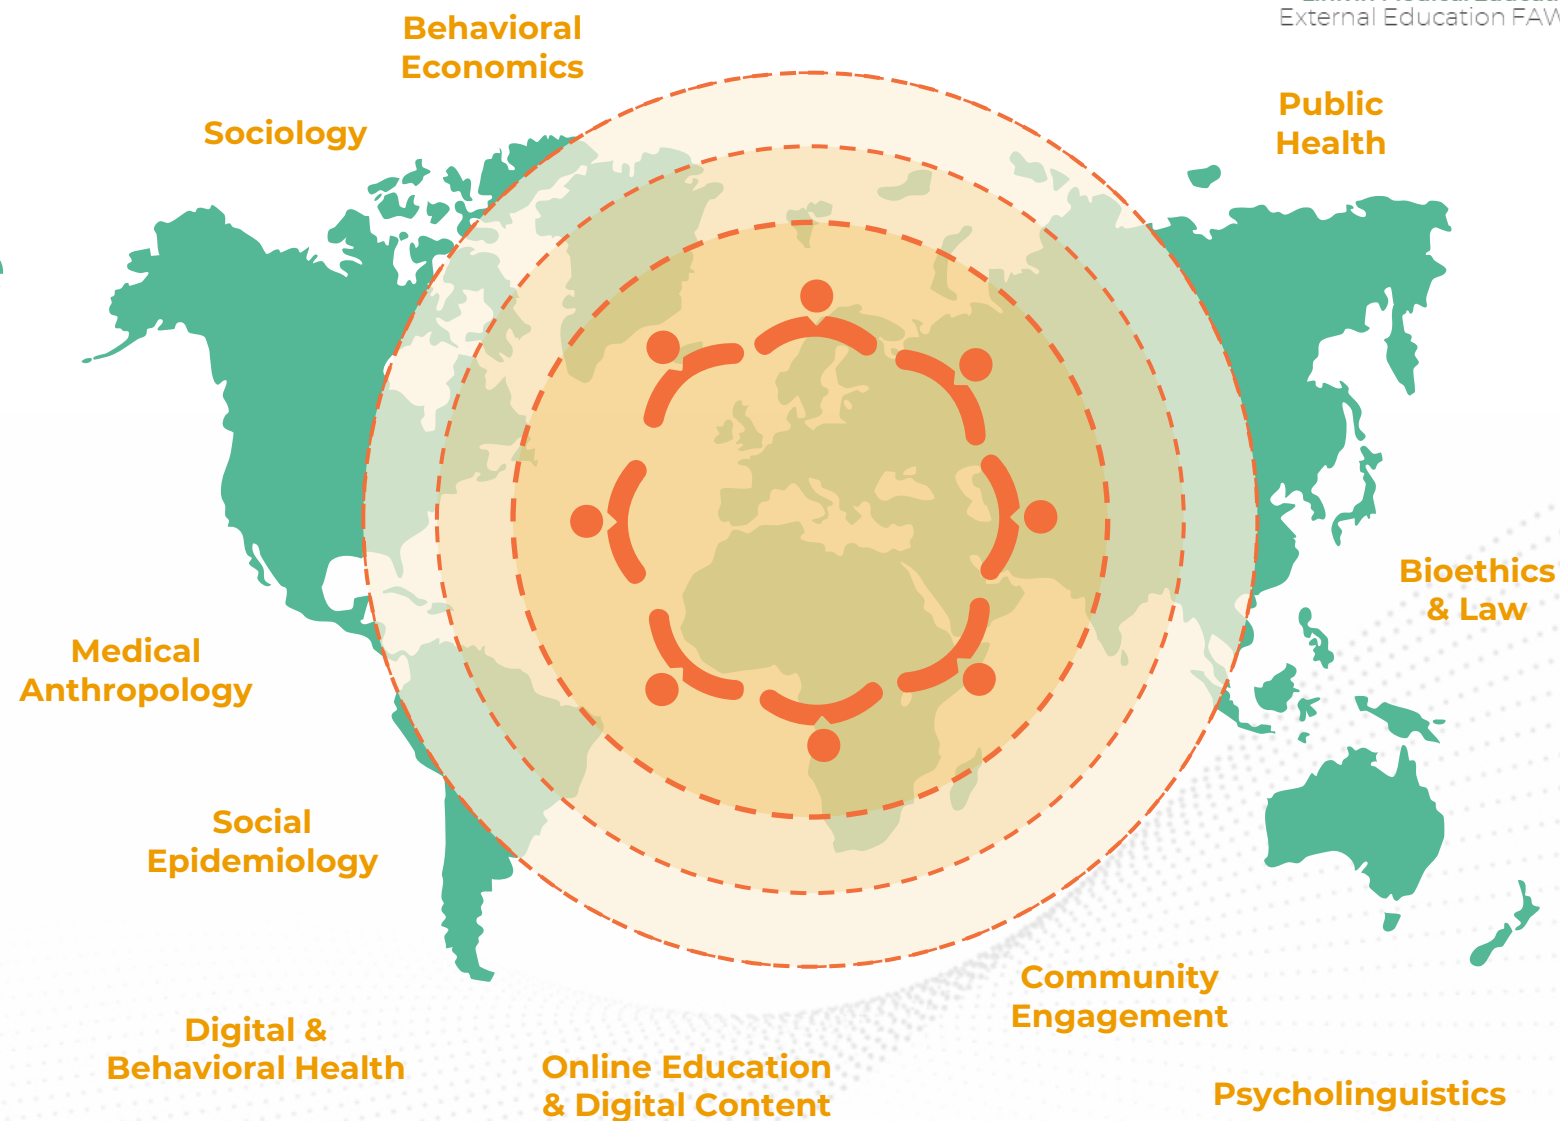 External Education
Behavioral
Economics
Sociology
Public
Health
Bioethics
& Law
Medical
Anthropology
Social
Epidemiology
Community
Engagement
Digital &
Behavioral Health
Online Education
& Digital Content
Psycholinguistics